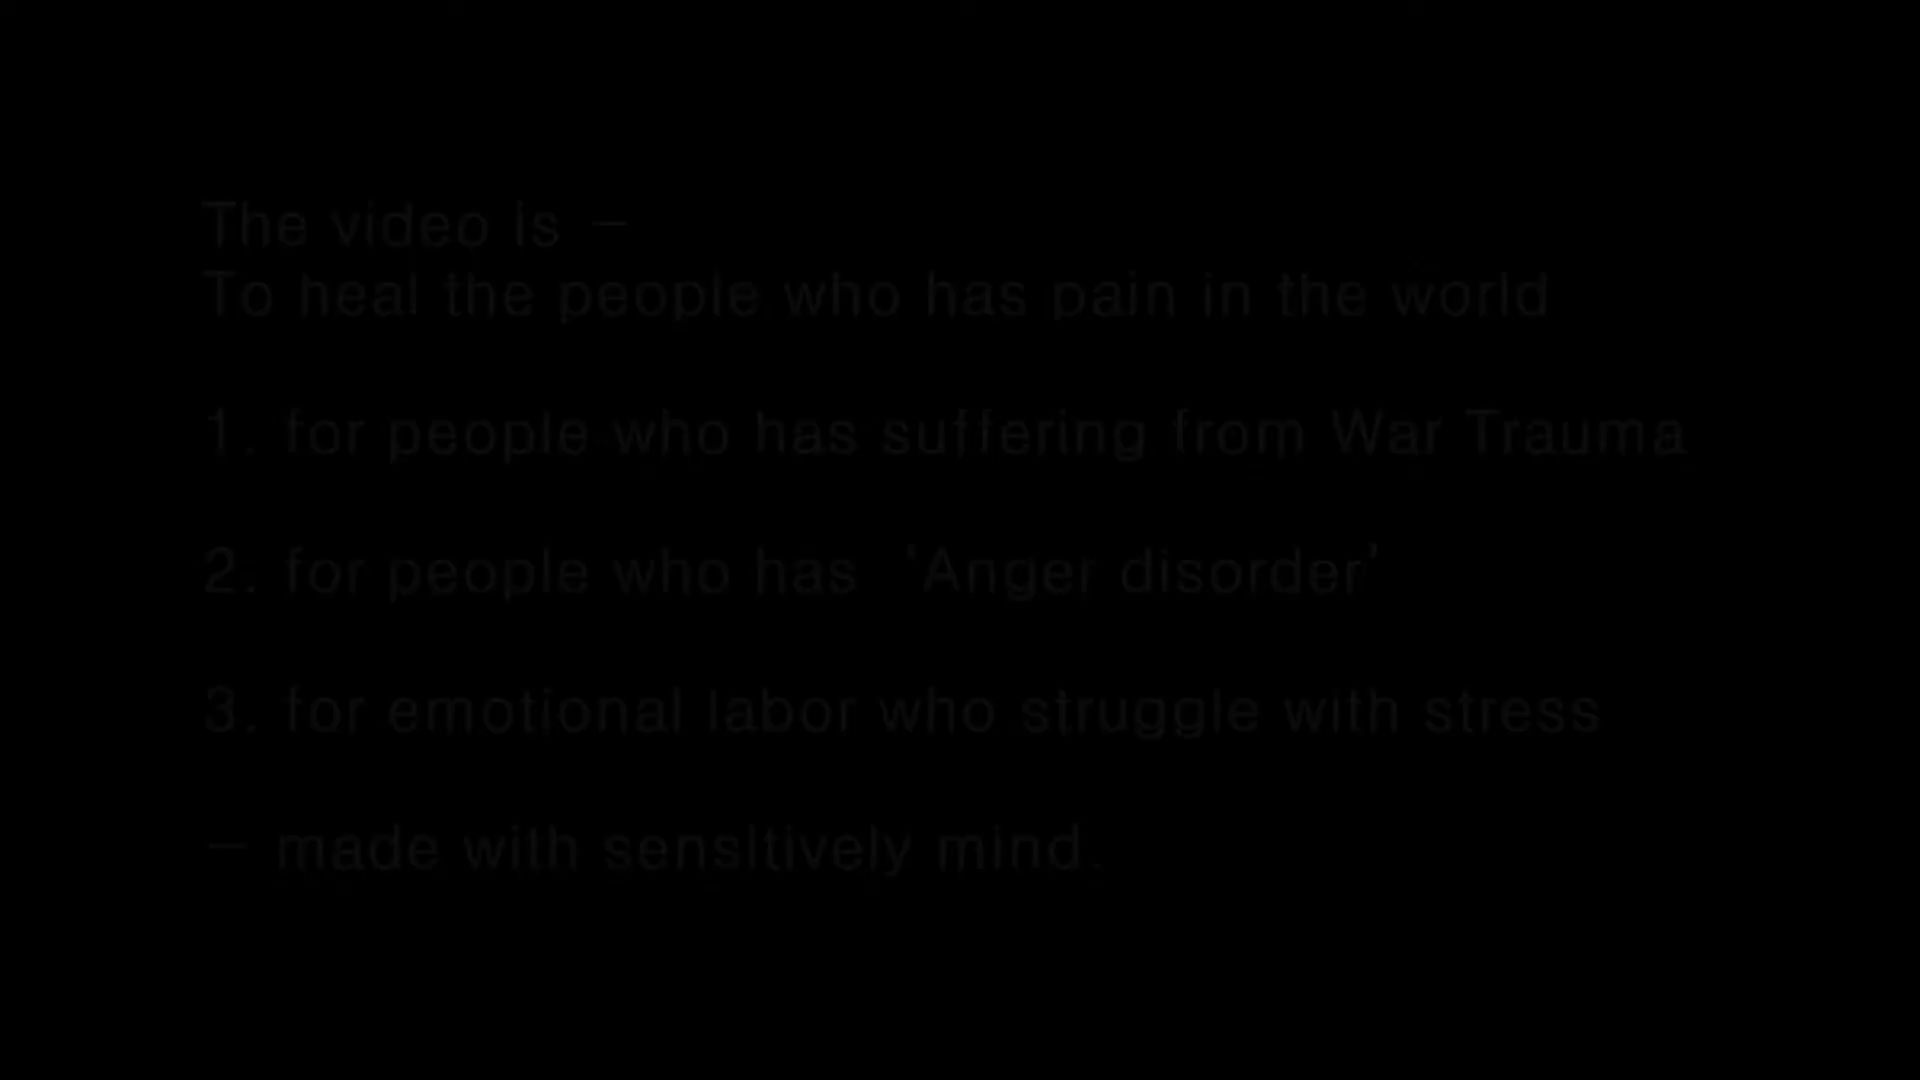 The video is –
To heal the people who has pain in the world
1. for people who has suffering from War Trauma
2. for people who has 'Anger disorder'
3. for emotional labor who struggle with stress
– made with sensitively mind.